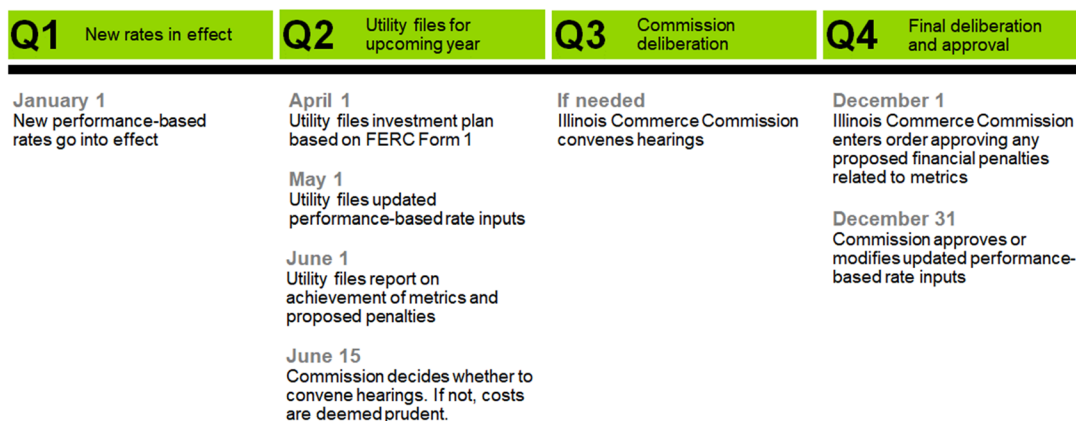 Q1 New rates in effect
Q2 Utility files for
upcoming year
Q3 Commission
deliberation
Q4 Final deliberation
and approval
January 1
New performance-based
rates go into effect
April 1
Utility files investment plan
based on FERC Form 1
May 1
Utility files updated
performance-based rate inputs
June 1
Utility files report on
achievement of metrics and
proposed penalties
June 15
Commission decides whether to
convene hearings. If not, costs
are deemed prudent.
If needed
Illinois Commerce Commission
convenes hearings
December 1
Illinois Commerce Commission
enters order approving any
proposed financial penalties
related to metrics
December 31
Commission approves or
modifies updated performance-
based rate inputs